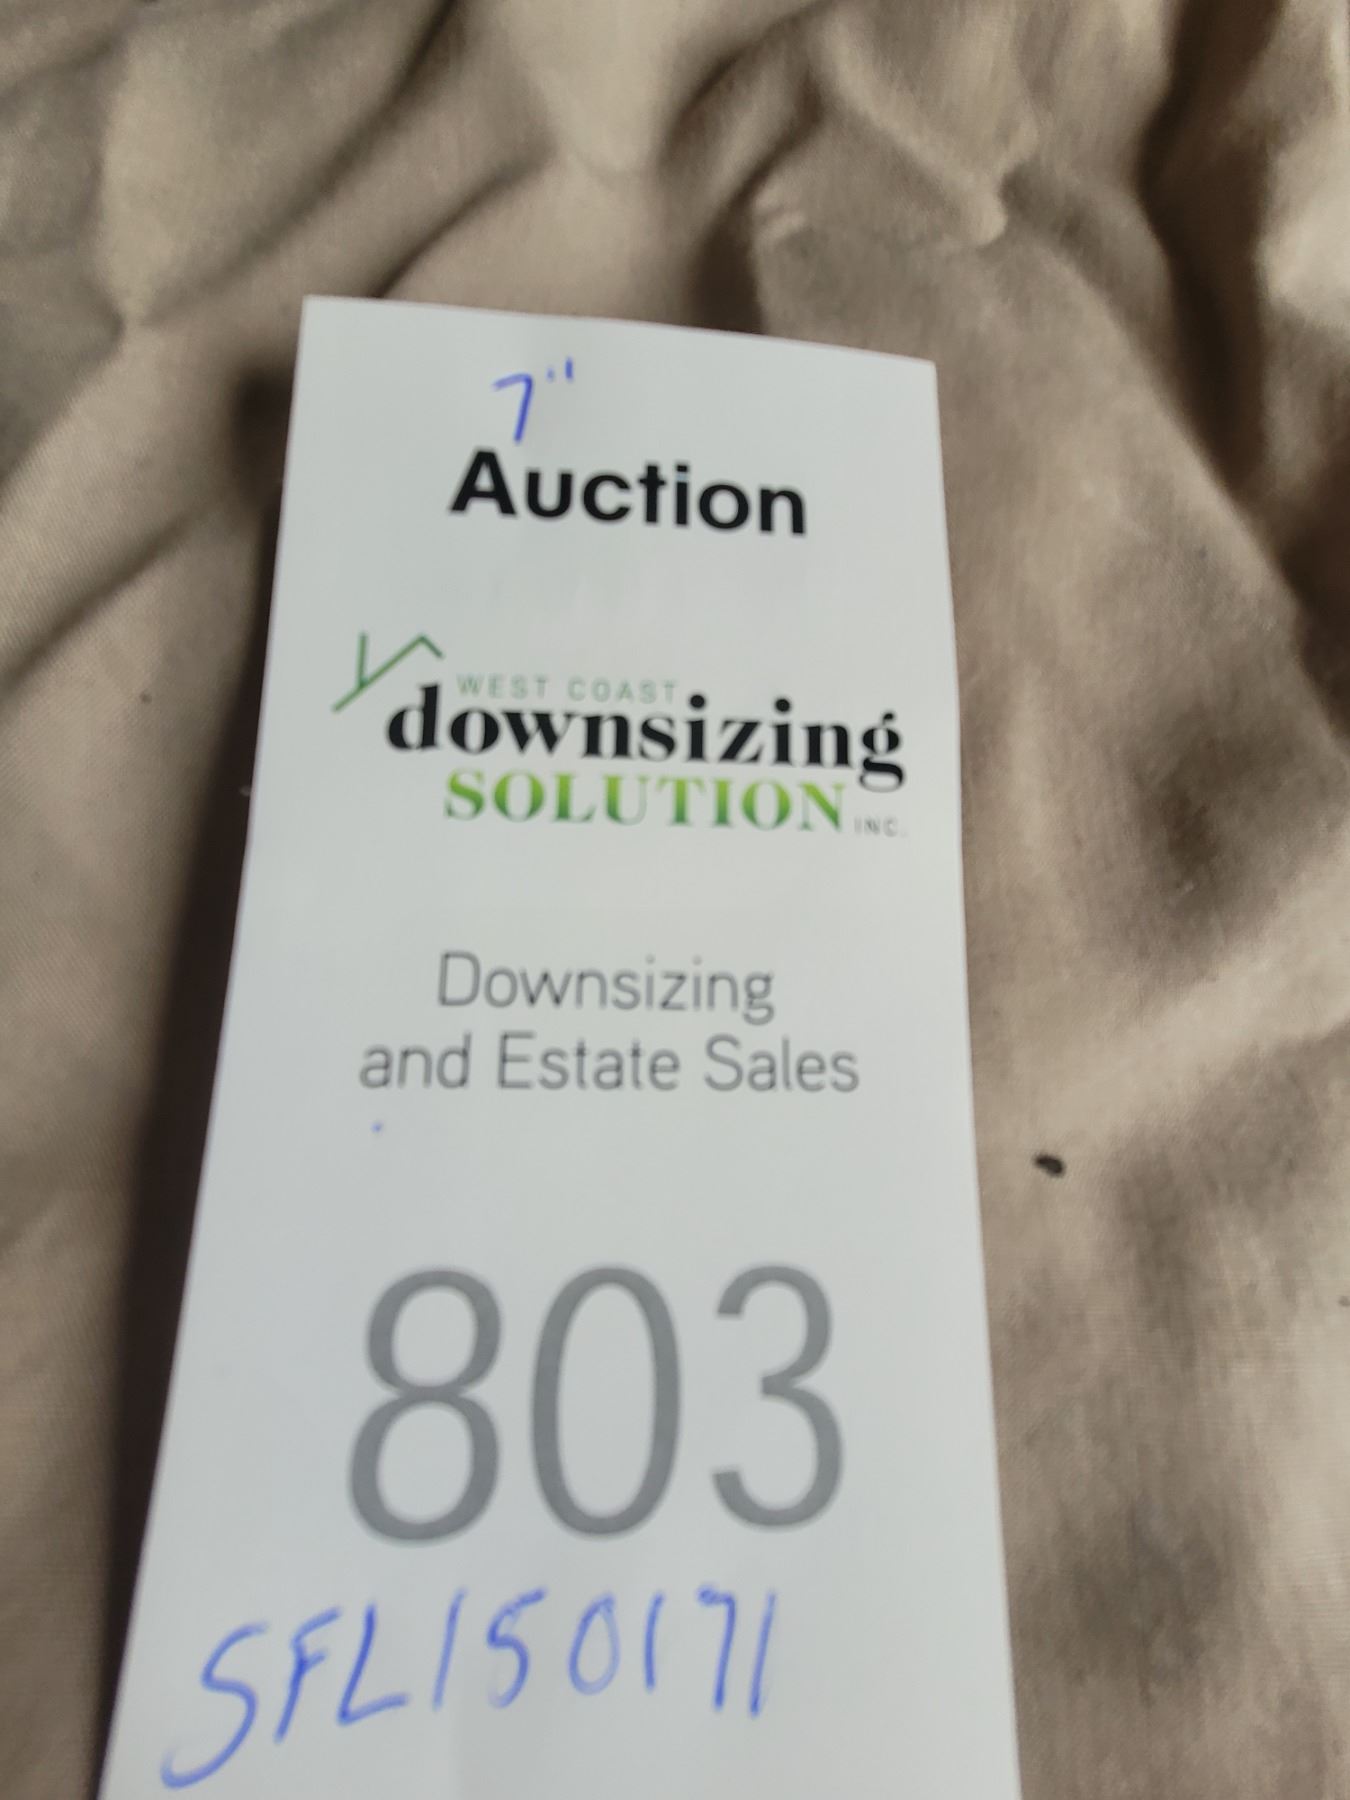 7"
Auction
WEST COAST
downsizing
SOLUTION INC.
Downsizing
and Estate Sales
803
SFL150171